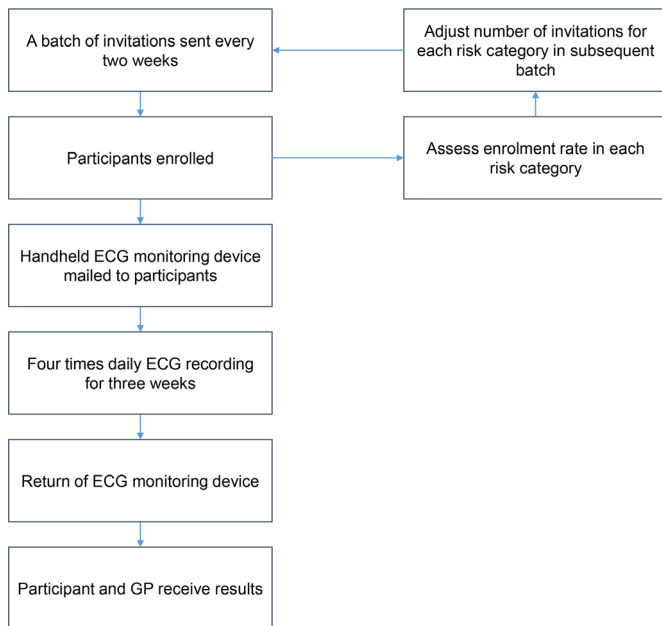 A batch of invitations sent every
two weeks
Adjust number of invitations for
each risk category in subsequent
batch
Participants enrolled
Assess enrolment rate in each
risk category
Handheld ECG monitoring device
mailed to participants
Four times daily ECG recording
for three weeks
Return of ECG monitoring device
Participant and GP receive results